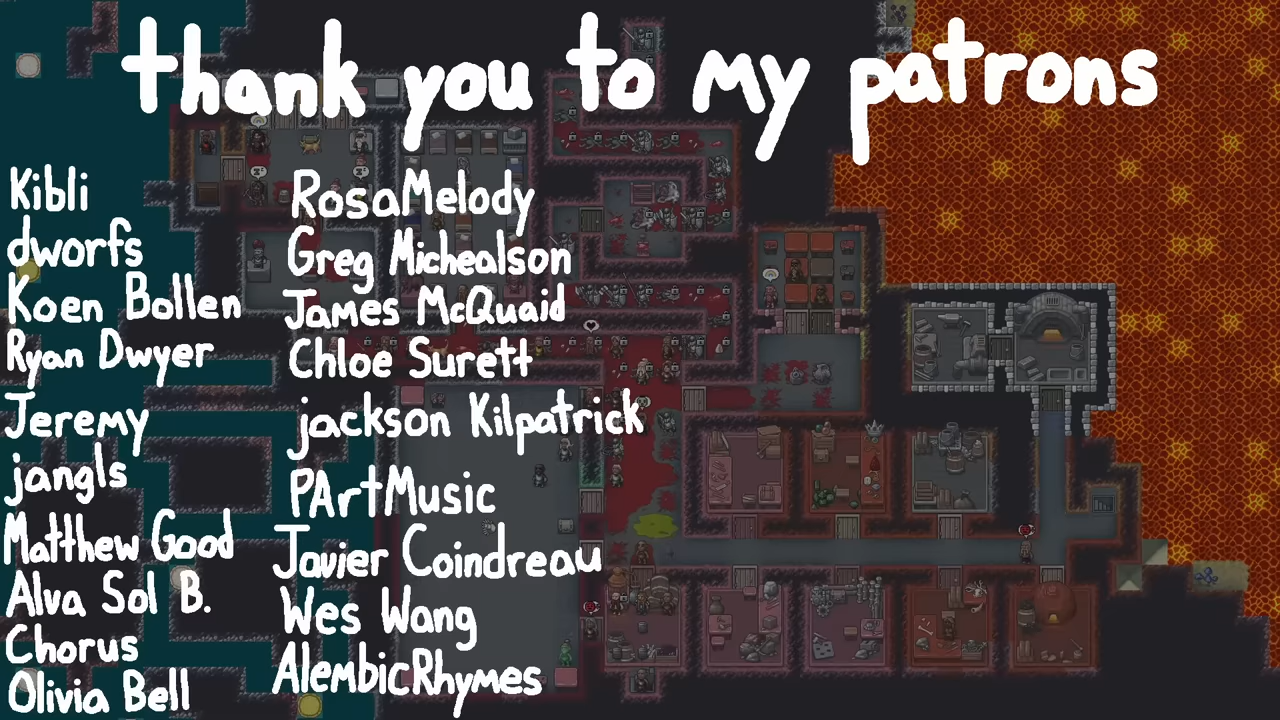 thank you to my patrons
Kibli
dworfs
Koen Bollen
Ryan Dwyer
Jeremy
jangls
Matthew Good
Alva Sol B.
Chorus
Olivia Bell
RosaMelody
Greg Michealson
James McQuaid
Chloe Surett
jackson Kilpatrick
PArtMusic
Javier Coindreau
Wes Wang
AlembicRhymes